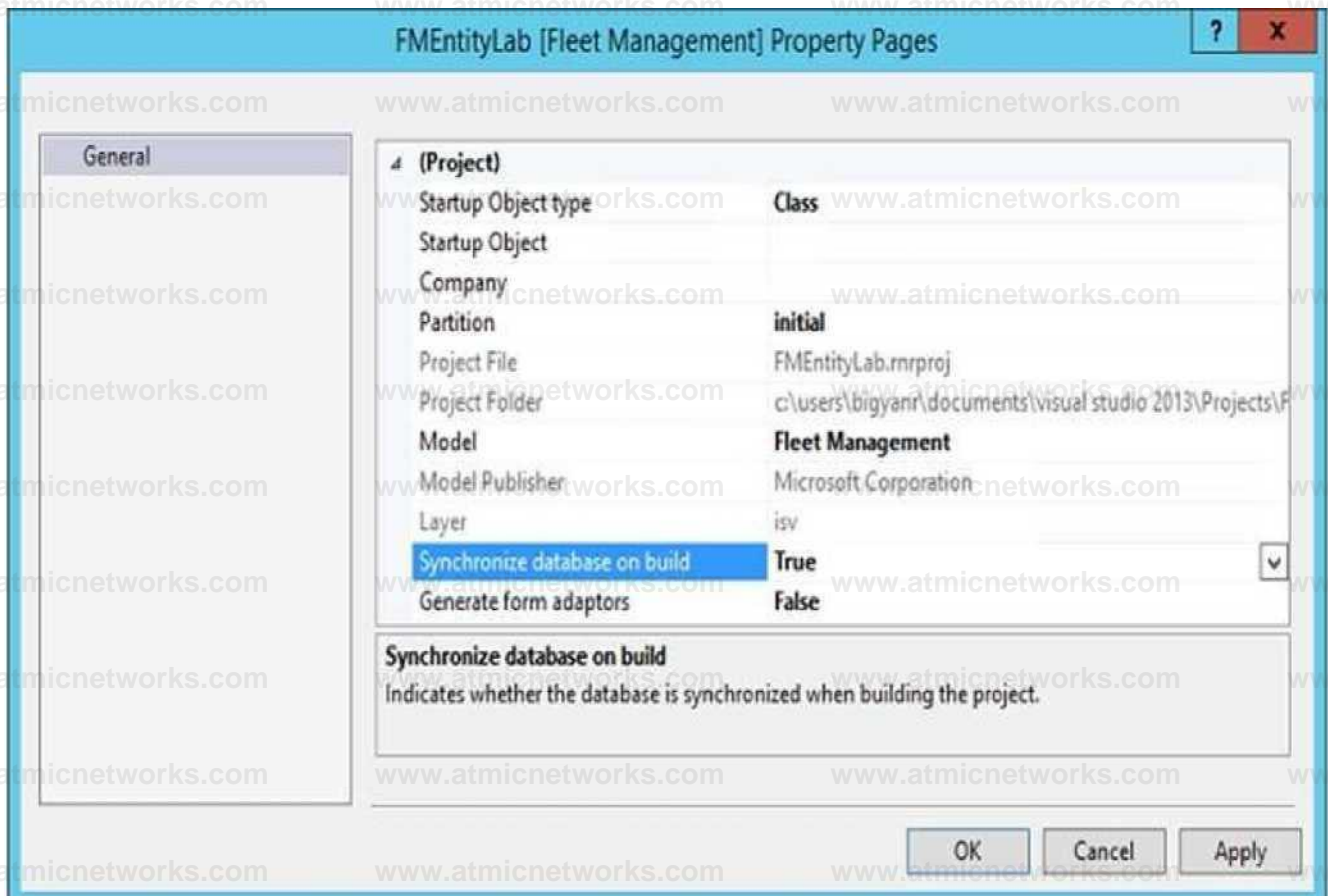 FMEntityLab [Fleet Management] Property Pages
? x
General
(Project)
Startup Object type Class
Startup Object
Company
Partition initial
Project File FMEntityLab.rnrproj
Project Folder c:\users\bigyanr\documents\visual studio 2013\Projects\F
Model Fleet Management
Model Publisher Microsoft Corporation
Layer isv
Synchronize database on build True
Generate form adaptors False
Synchronize database on build
Indicates whether the database is synchronized when building the project.
OK Cancel Apply
www.atmicnetworks.com